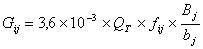 G_ij = 3,6 × 10⁻³ × Q_T × f_ij × B_j / b_j